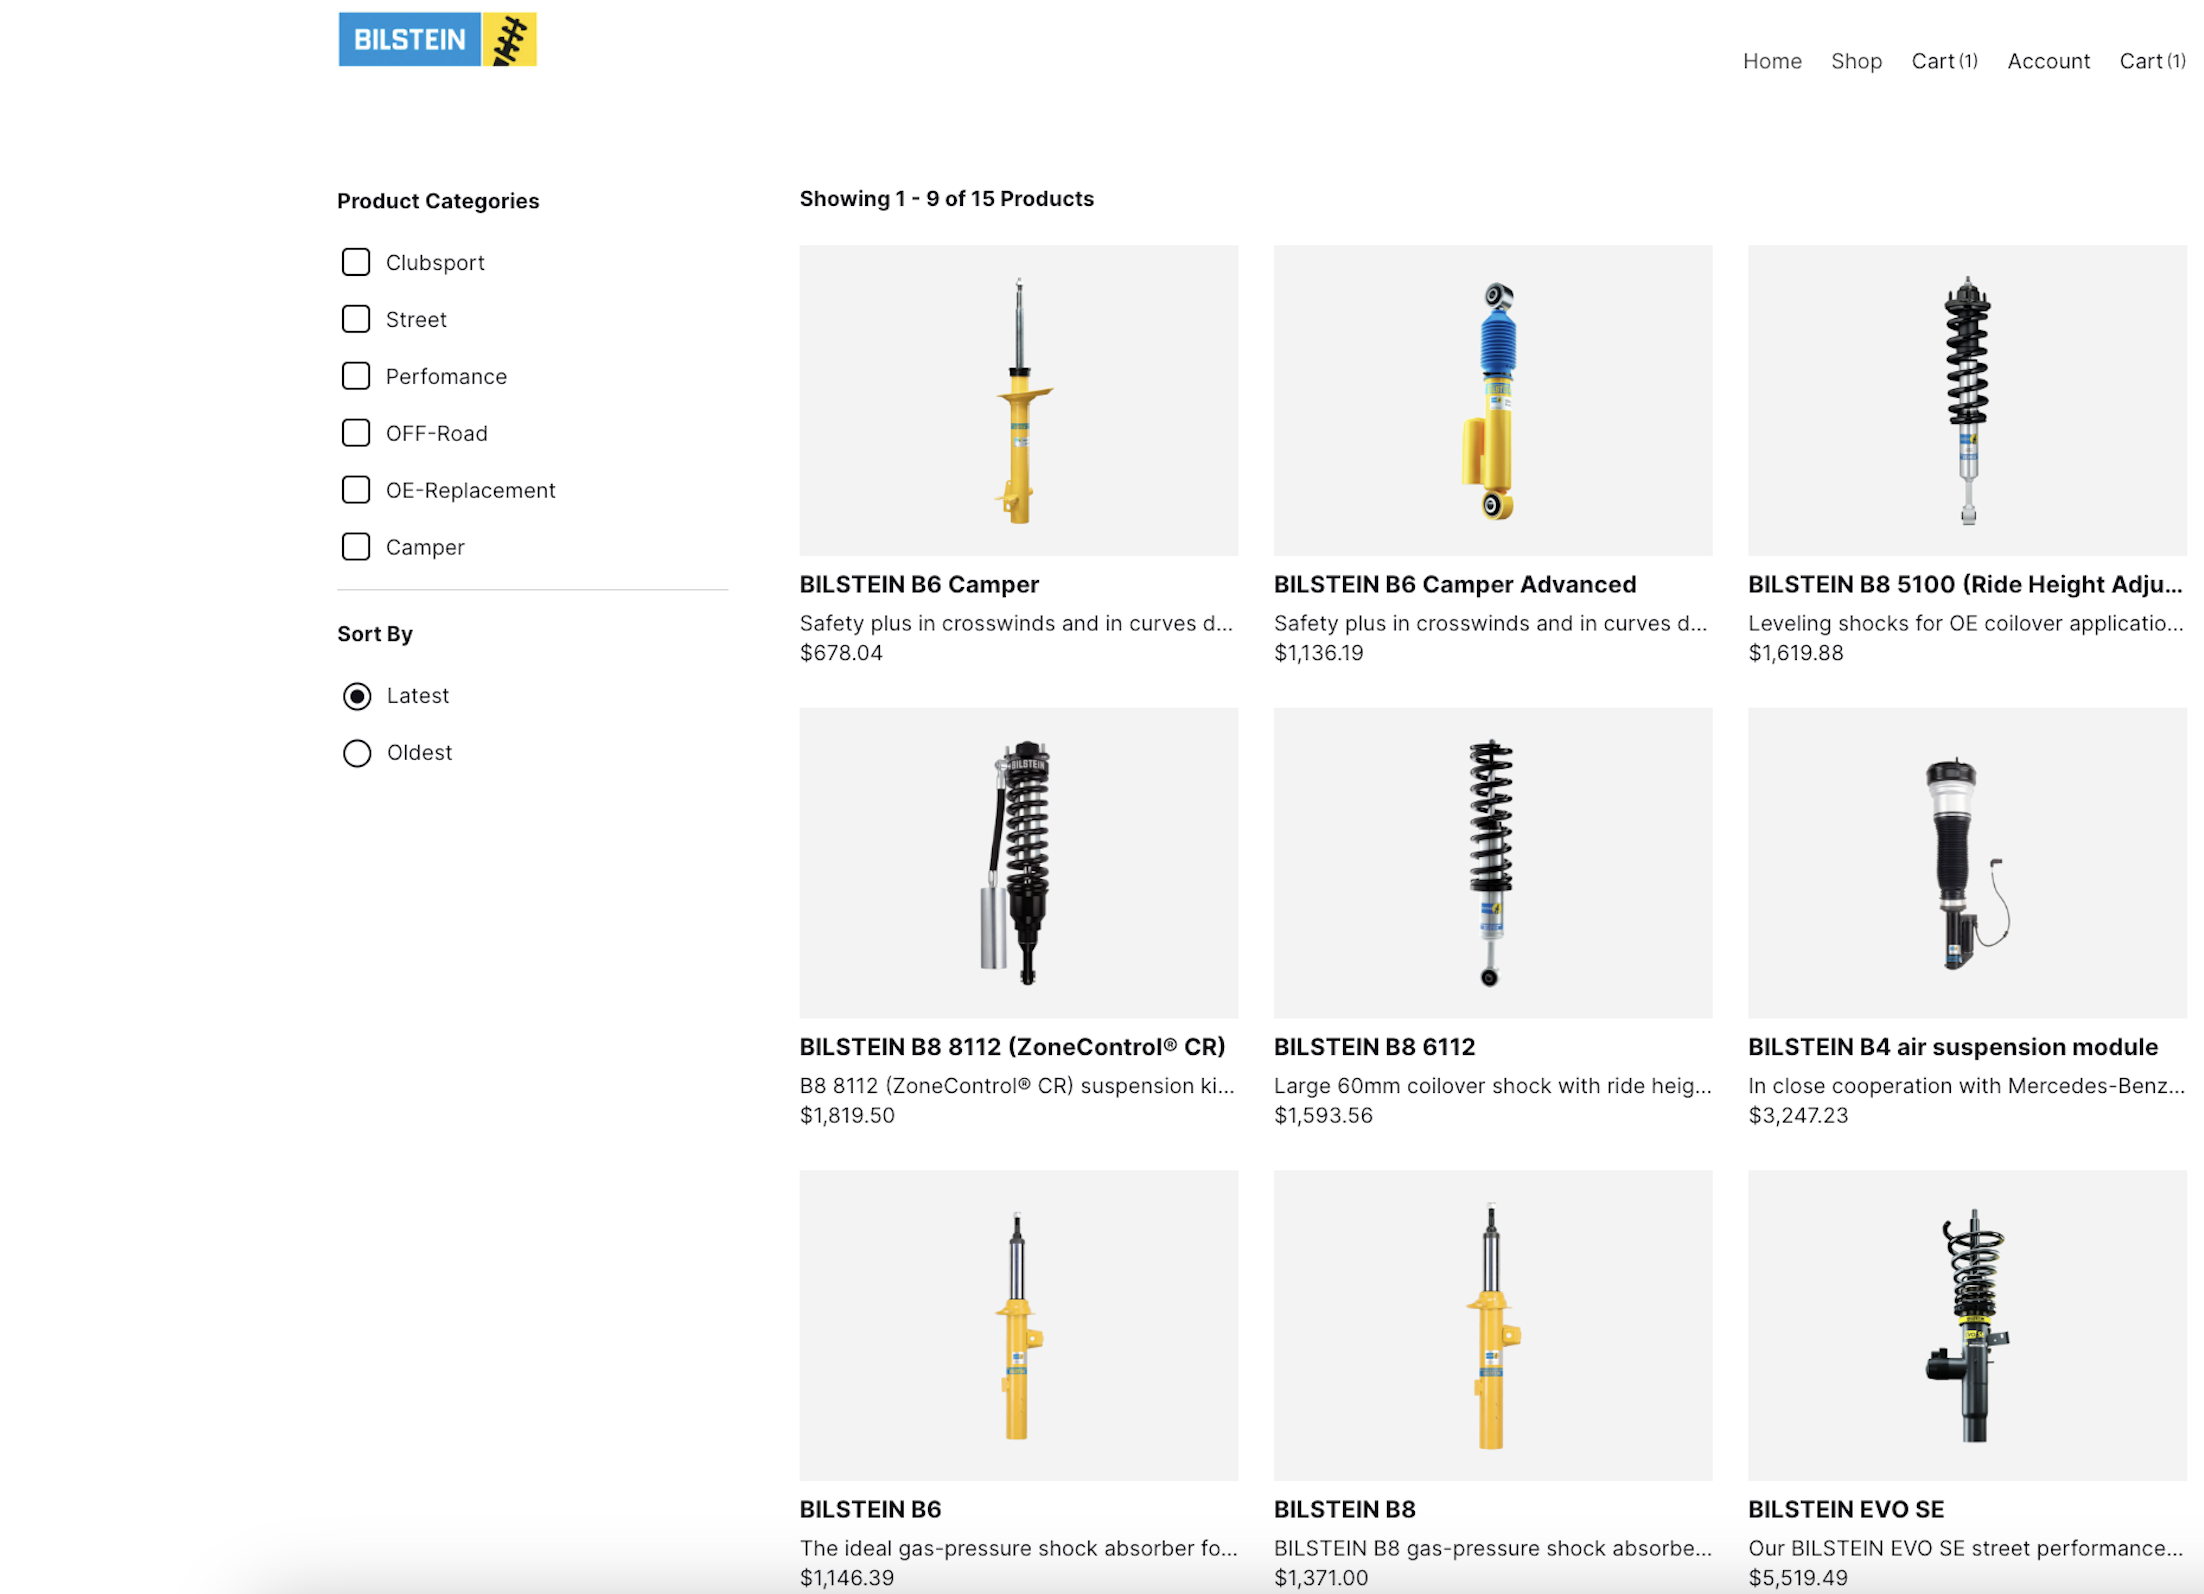 BILSTEIN
Home Shop Cart (1) Account Cart (1)
Product Categories
Clubsport
Street
Perfomance
OFF-Road
OE-Replacement
Camper
Sort By
Latest
Oldest
Showing 1 - 9 of 15 Products
BILSTEIN B6 Camper
Safety plus in crosswinds and in curves d...
$678.04
BILSTEIN B6 Camper Advanced
Safety plus in crosswinds and in curves d...
$1,136.19
BILSTEIN B8 5100 (Ride Height Adju...
Leveling shocks for OE coilover applicatio...
$1,619.88
BILSTEIN
BILSTEIN B8 8112 (ZoneControl® CR)
B8 8112 (ZoneControl® CR) suspension ki...
$1,819.50
BILSTEIN B8 6112
Large 60mm coilover shock with ride heig...
$1,593.56
BILSTEIN B4 air suspension module
In close cooperation with Mercedes-Benz...
$3,247.23
BILSTEIN B6
The ideal gas-pressure shock absorber fo...
$1,146.39
BILSTEIN B8
BILSTEIN B8 gas-pressure shock absorbe...
$1,371.00
EVO SE
BILSTEIN EVO SE
Our BILSTEIN EVO SE street performance...
$5,519.49